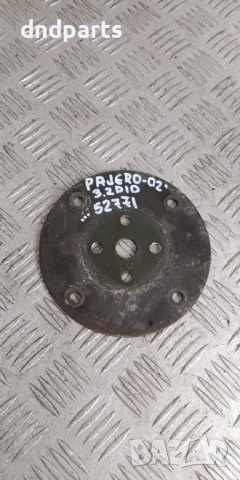 dndparts
PAJERO-02'
3.2DID
...52771
BAZAR